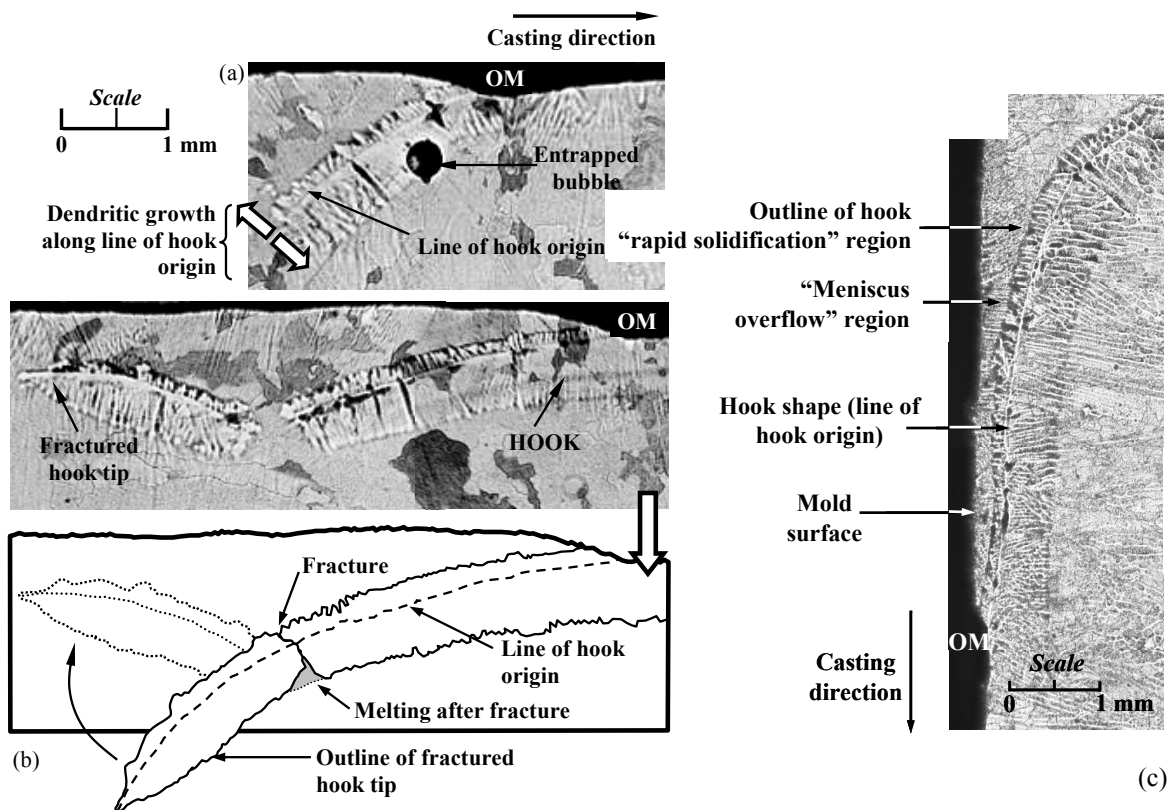 Casting direction
(a)
OM
Scale
0
1 mm
Entrapped
bubble
Dendritic growth
along line of hook
origin
Line of hook origin
OM
Fractured
hook tip
HOOK
Fracture
Line of hook
origin
Melting after fracture
Outline of fractured
hook tip
(b)
Outline of hook
“rapid solidification” region
“Meniscus
overflow” region
Hook shape (line of
hook origin)
Mold
surface
OM
Casting
direction
Scale
0
1 mm
(c)